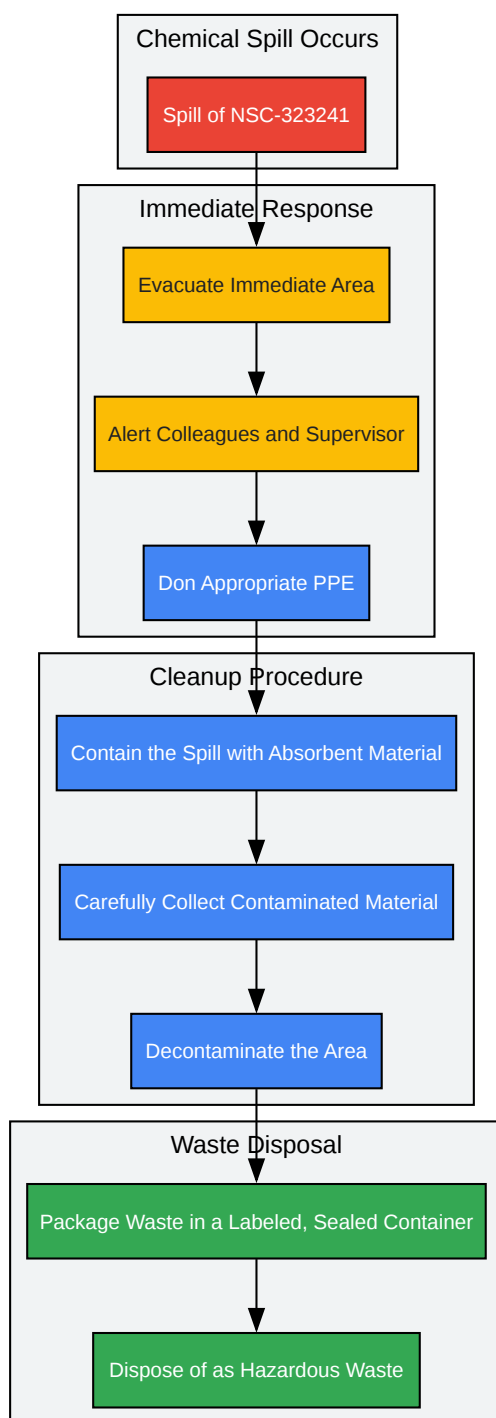 Chemical Spill Occurs
Spill of NSC-323241
Immediate Response
Evacuate Immediate Area
Alert Colleagues and Supervisor
Don Appropriate PPE
Cleanup Procedure
Contain the Spill with Absorbent Material
Carefully Collect Contaminated Material
Decontaminate the Area
Waste Disposal
Package Waste in a Labeled, Sealed Container
Dispose of as Hazardous Waste